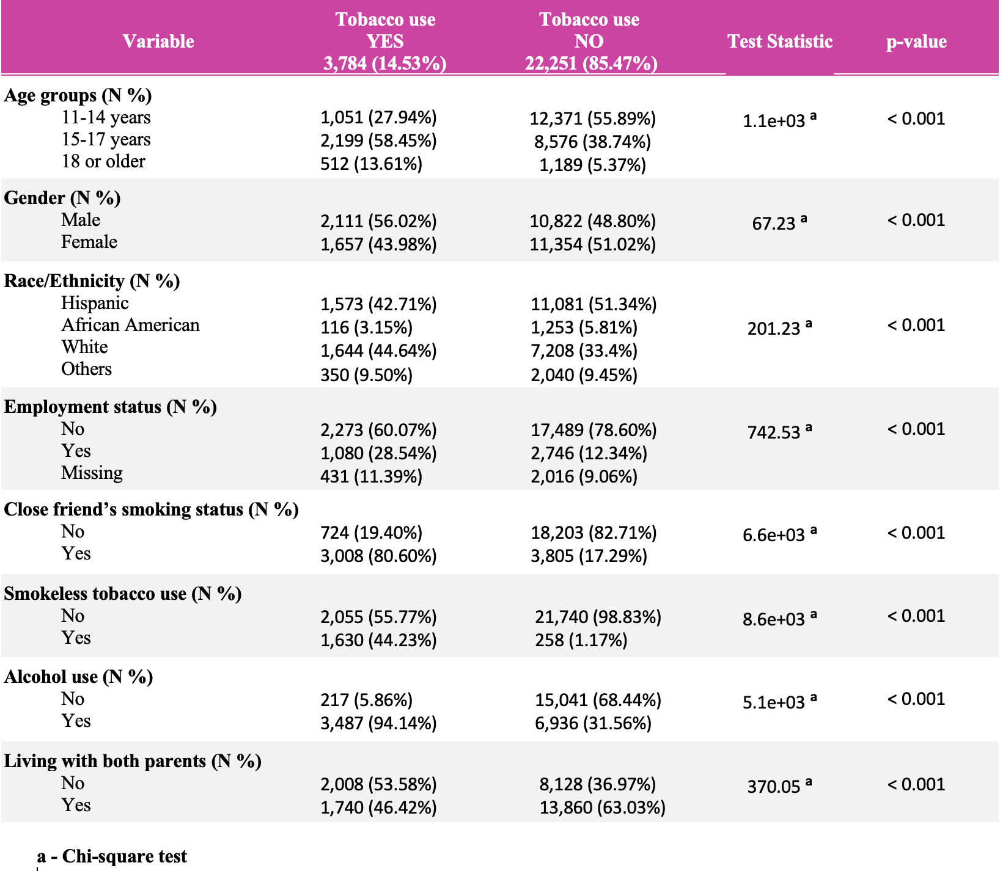 Variable Tobacco use YES 3,784 (14.53%) Tobacco use NO 22,251 (85.47%) Test Statistic p-value
Age groups (N %)
11-14 years 1,051 (27.94%) 12,371 (55.89%) 1.1e+03 a < 0.001
15-17 years 2,199 (58.45%) 8,576 (38.74%)
18 or older 512 (13.61%) 1,189 (5.37%)
Gender (N %)
Male 2,111 (56.02%) 10,822 (48.80%) 67.23 a < 0.001
Female 1,657 (43.98%) 11,354 (51.02%)
Race/Ethnicity (N %)
Hispanic 1,573 (42.71%) 11,081 (51.34%)
African American 116 (3.15%) 1,253 (5.81%) 201.23 a < 0.001
White 1,644 (44.64%) 7,208 (33.4%)
Others 350 (9.50%) 2,040 (9.45%)
Employment status (N %)
No 2,273 (60.07%) 17,489 (78.60%) 742.53 a < 0.001
Yes 1,080 (28.54%) 2,746 (12.34%)
Missing 431 (11.39%) 2,016 (9.06%)
Close friend’s smoking status (N %)
No 724 (19.40%) 18,203 (82.71%) 6.6e+03 a < 0.001
Yes 3,008 (80.60%) 3,805 (17.29%)
Smokeless tobacco use (N %)
No 2,055 (55.77%) 21,740 (98.83%) 8.6e+03 a < 0.001
Yes 1,630 (44.23%) 258 (1.17%)
Alcohol use (N %)
No 217 (5.86%) 15,041 (68.44%) 5.1e+03 a < 0.001
Yes 3,487 (94.14%) 6,936 (31.56%)
Living with both parents (N %)
No 2,008 (53.58%) 8,128 (36.97%) 370.05 a < 0.001
Yes 1,740 (46.42%) 13,860 (63.03%)
a - Chi-square test